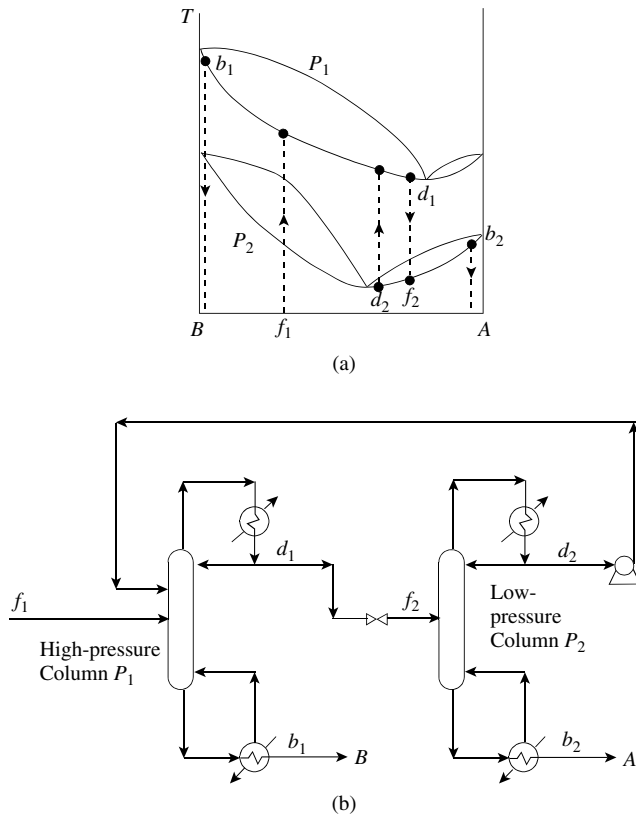 T
b₁
P₁
d₁
P₂
b₂
d₂
f₂
B
f₁
A
(a)
d₁
d₂
f₁
f₂
High-pressure
Column P₁
Low-
pressure
Column P₂
b₁
B
b₂
A
(b)